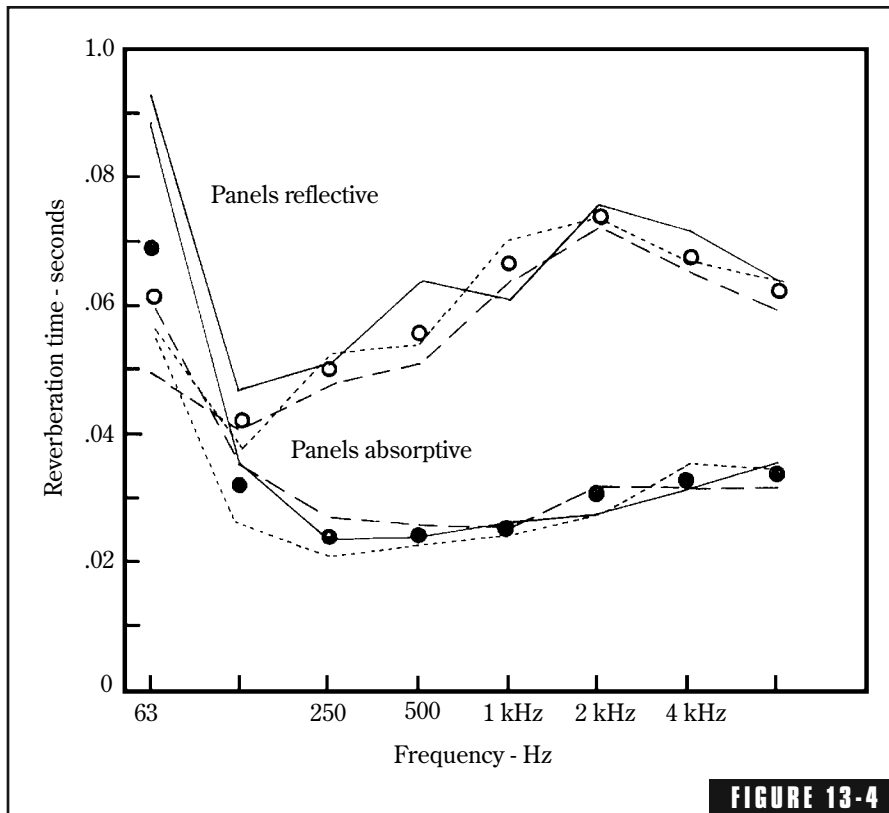 1.0
.08
Panels reflective
.06
Reverberation time - seconds
.04
Panels absorptive
.02
0
63
250
500
1 kHz
2 kHz
4 kHz
Frequency - Hz
FIGURE 13-4